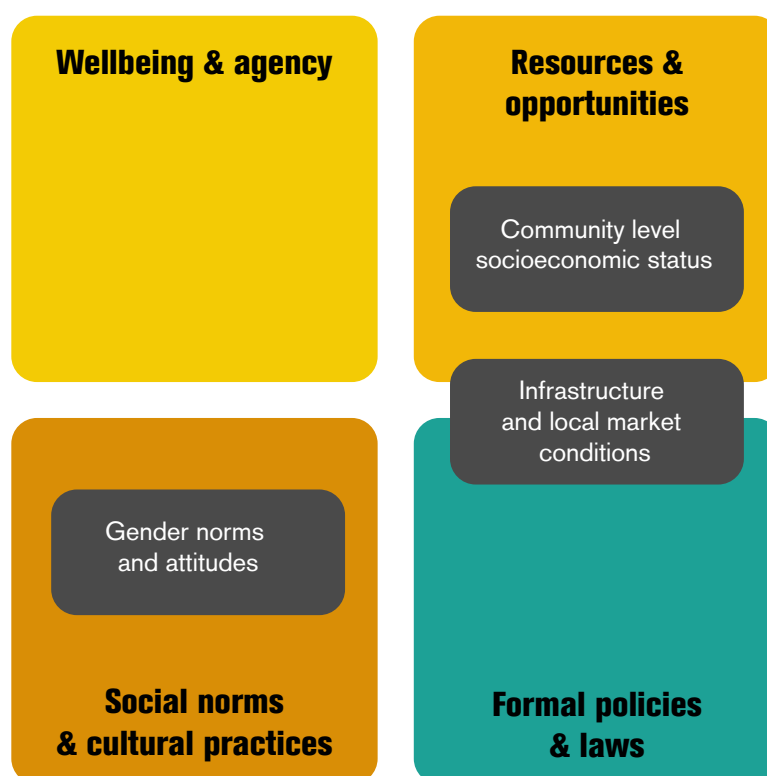 Wellbeing & agency
Resources &
opportunities
Community level
socioeconomic status
Infrastructure
and local market
conditions
Gender norms
and attitudes
Social norms
& cultural practices
Formal policies
& laws